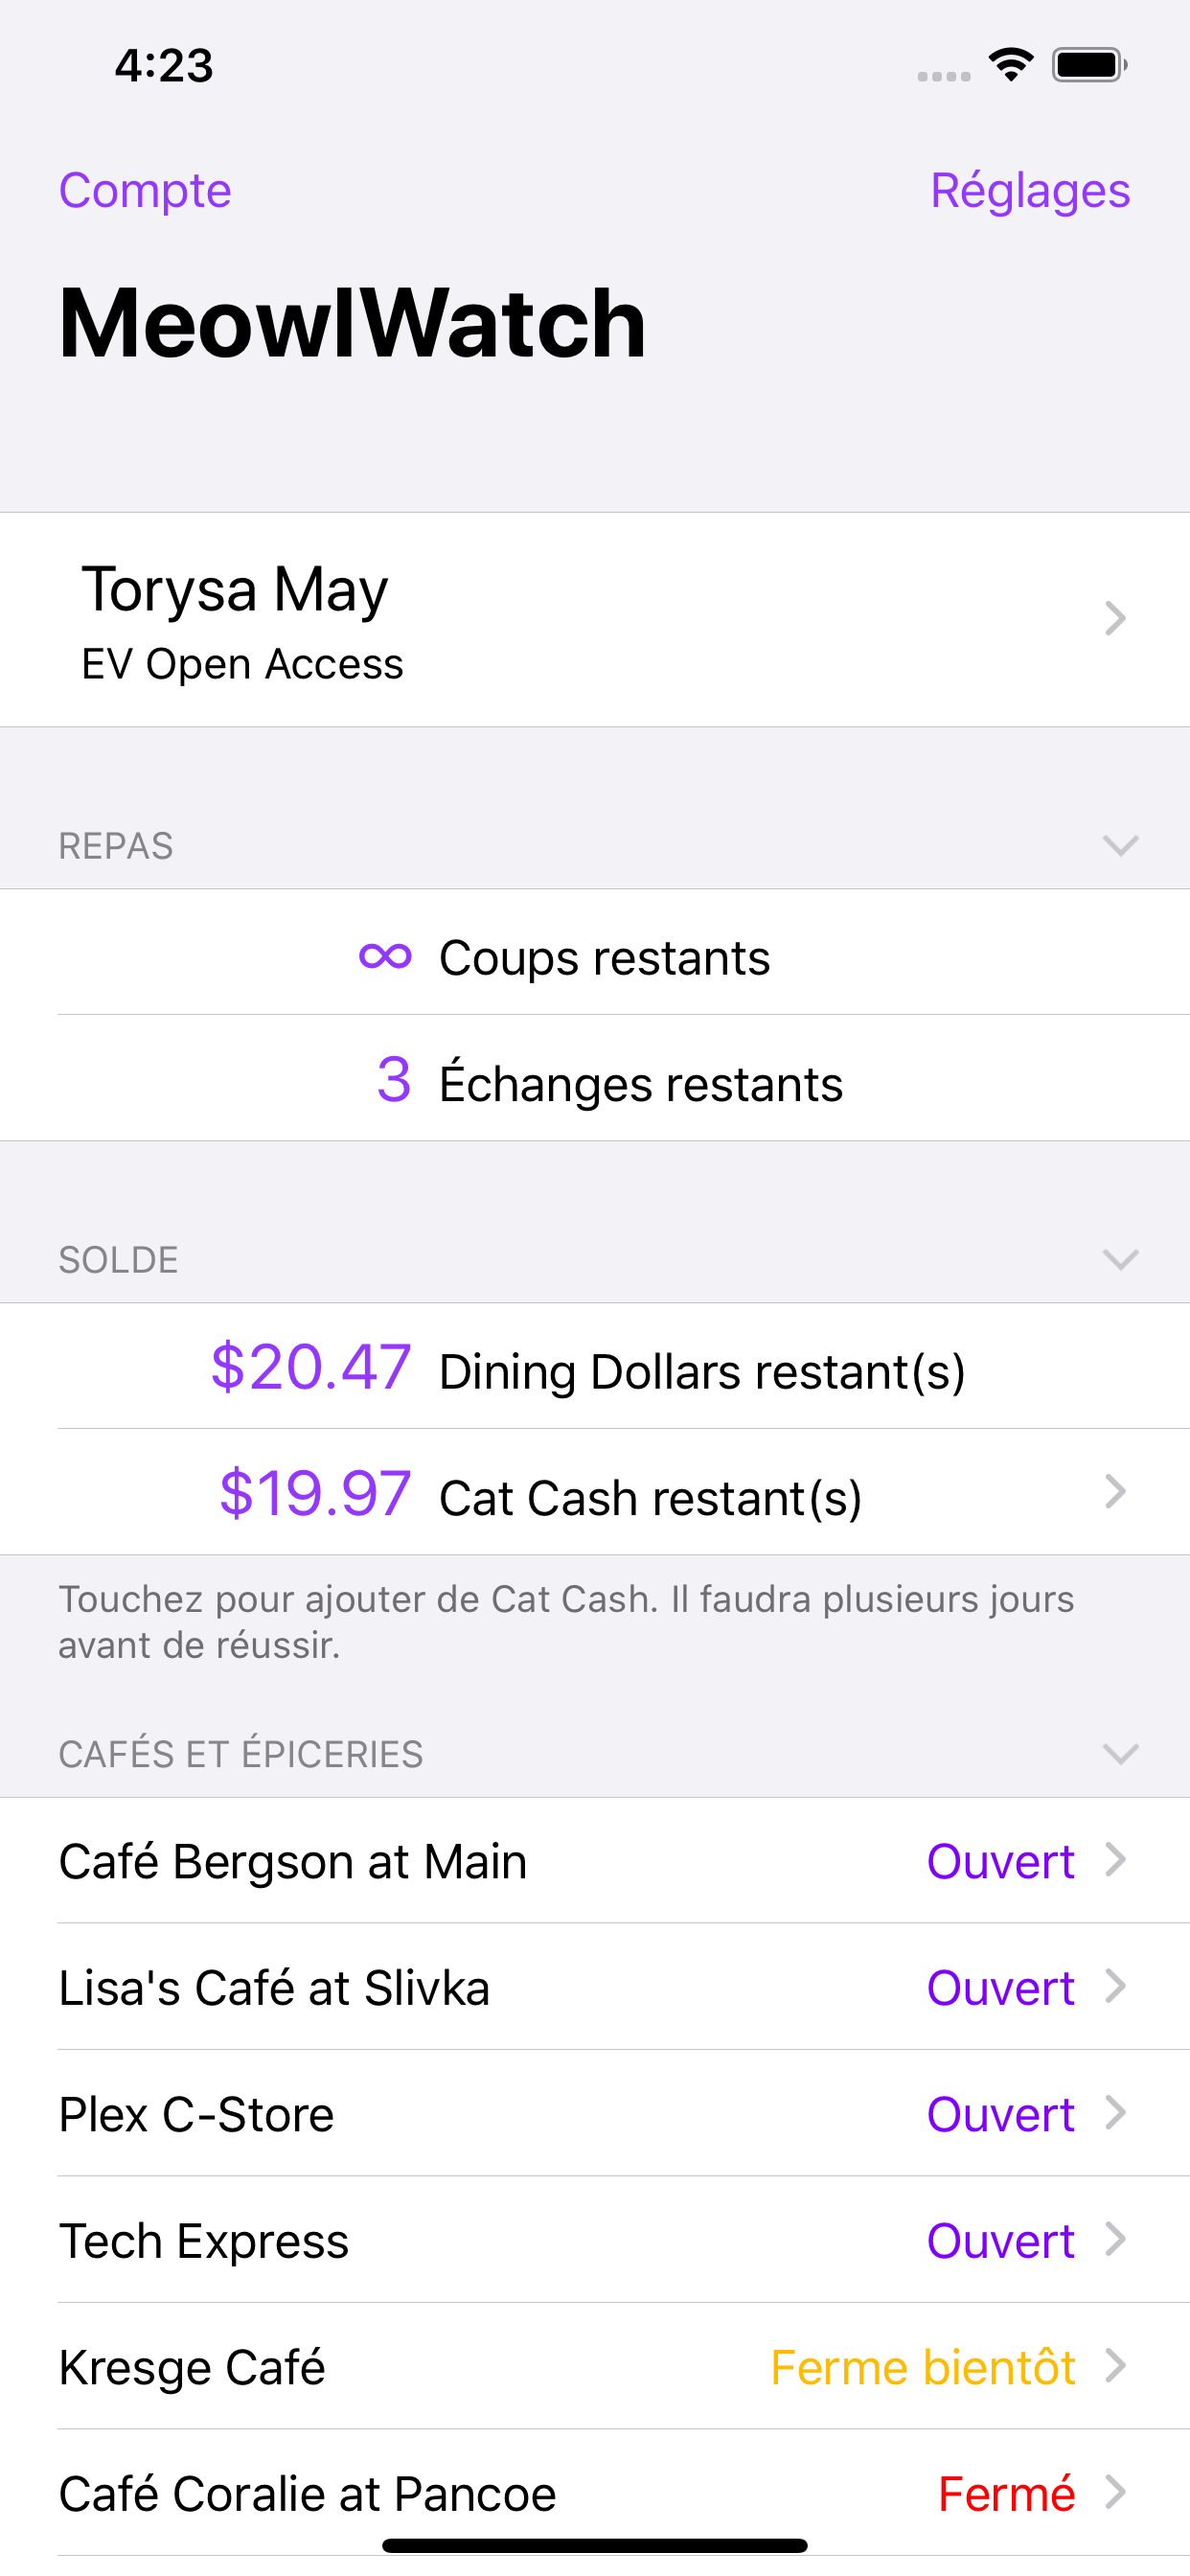 4:23
Compte
Réglages
MeowlWatch
Torysa May
EV Open Access
REPAS
∞ Coups restants
3 Échanges restants
SOLDE
$20.47 Dining Dollars restant(s)
$19.97 Cat Cash restant(s)
Touchez pour ajouter de Cat Cash. Il faudra plusieurs jours
avant de réussir.
CAFÉS ET ÉPICERIES
Café Bergson at Main Ouvert
Lisa's Café at Slivka Ouvert
Plex C-Store Ouvert
Tech Express Ouvert
Kresge Café Ferme bientôt
Café Coralie at Pancoe Fermé